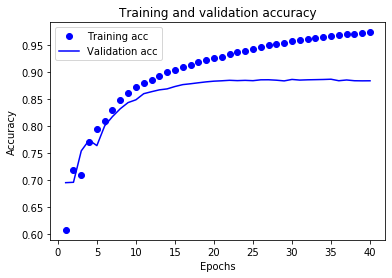 Training and validation accuracy
Training acc
Validation acc
Accuracy
0.95
0.90
0.85
0.80
0.75
0.70
0.65
0.60
0 5 10 15 20 25 30 35 40
Epochs